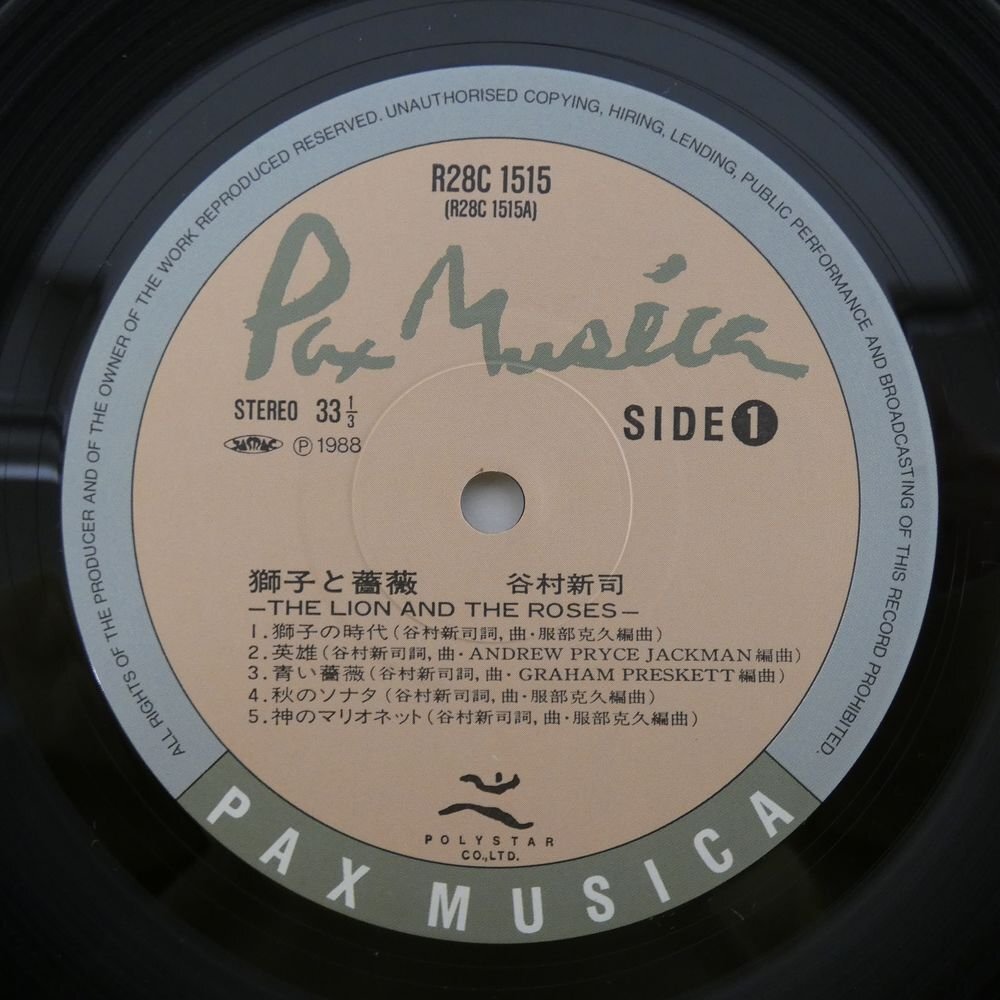 ALL RIGHTS OF THE PRODUCER AND OF THE OWNER OF THE WORK REPRODUCED RESERVED. UNAUTHORISED COPYING, HIRING, LENDING, PUBLIC PERFORMANCE AND BROADCASTING OF THIS RECORD PROHIBITED.
R28C 1515
(R28C 1515A)
Pax Musica
STEREO 33 1/3
SIDE 1
JASRAC Ⓟ 1988
獅子と薔薇 谷村新司
–THE LION AND THE ROSES–
1.獅子の時代(谷村新司詞,曲・服部克久編曲)
2.英雄(谷村新司詞,曲・ANDREW PRYCE JACKMAN編曲)
3.青い薔薇(谷村新司詞,曲・GRAHAM PRESKETT編曲)
4.秋のソナタ(谷村新司詞,曲・服部克久編曲)
5.神のマリオネット(谷村新司詞,曲・服部克久編曲)
POLYSTAR
CO.,LTD.
PAX MUSICA